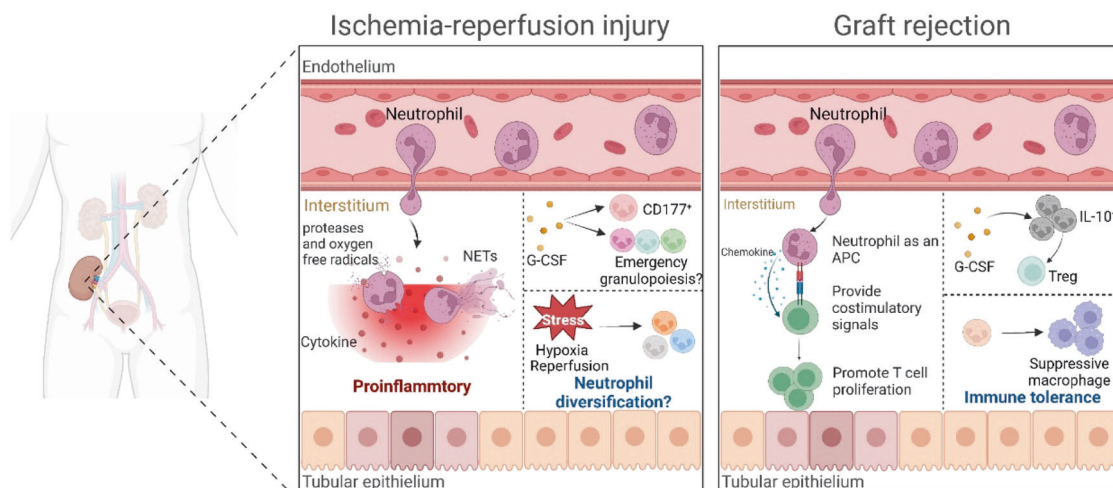 Ischemia-reperfusion injury
Endothelium
Neutrophil
Interstitium
proteases
and oxygen
free radicals
NETs
Cytokine
Proinflammtory
G-CSF
CD177⁺
Emergency
granulopoiesis?
Stress
Hypoxia
Reperfusion
Neutrophil
diversification?
Tubular epithielium
Graft rejection
Neutrophil
Interstitium
Chemokine
Neutrophil as an
APC
Provide
costimulatory
signals
Promote T cell
proliferation
G-CSF
IL-10⁺
Treg
Suppressive
macrophage
Immune tolerance
Tubular epithielium